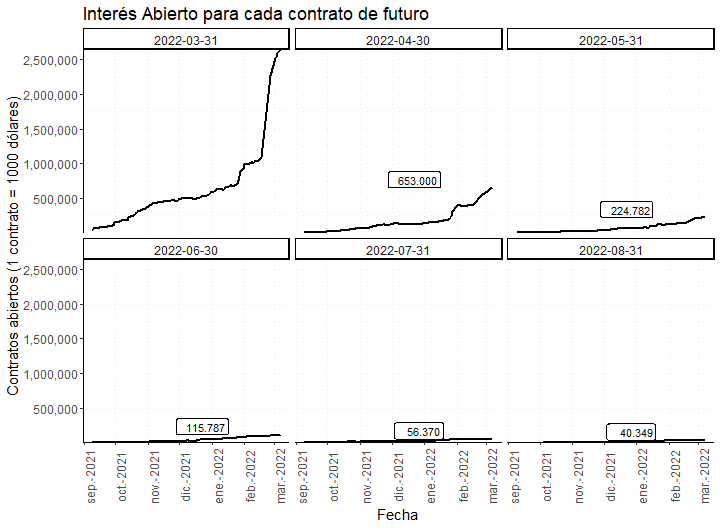 Interés Abierto para cada contrato de futuro
Contratos abiertos (1 contrato = 1000 dólares)
2022-03-31
2022-04-30
2022-05-31
2,500,000
2,000,000
1,500,000
1,000,000
500,000
653.000
224.782
2022-06-30
2022-07-31
2022-08-31
2,500,000
2,000,000
1,500,000
1,000,000
500,000
115.787
56.370
40.349
sep.-2021
oct.-2021
nov.-2021
dic.-2021
ene.-2022
feb.-2022
mar.-2022
sep.-2021
oct.-2021
nov.-2021
dic.-2021
ene.-2022
feb.-2022
mar.-2022
sep.-2021
oct.-2021
nov.-2021
dic.-2021
ene.-2022
feb.-2022
mar.-2022
Fecha